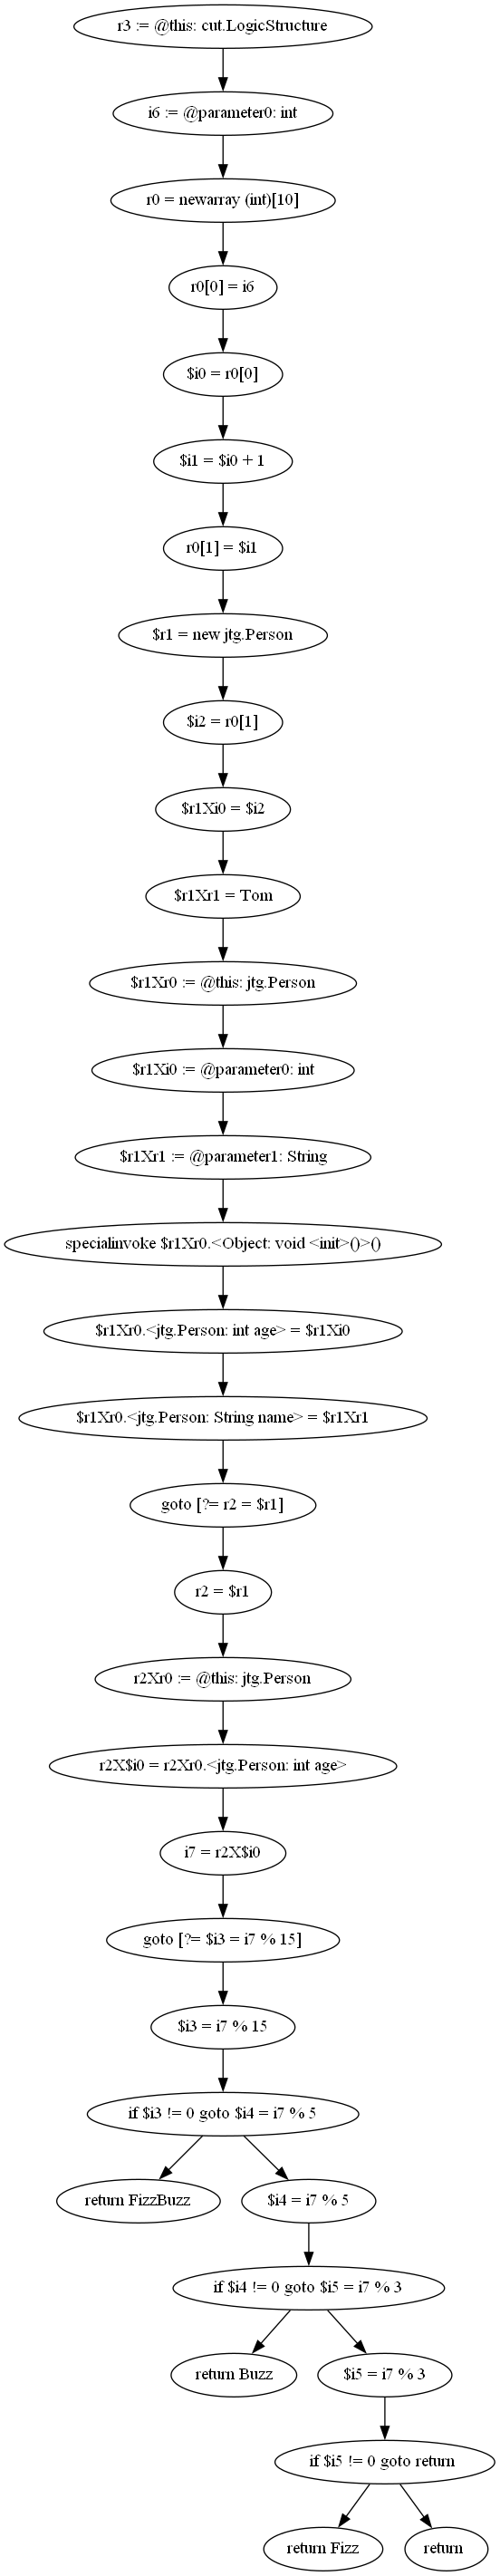 r3 := @this: cut.LogicStructure
i6 := @parameter0: int
r0 = newarray (int)[10]
r0[0] = i6
$i0 = r0[0]
$i1 = $i0 + 1
r0[1] = $i1
$r1 = new jtg.Person
$i2 = r0[1]
$r1Xi0 = $i2
$r1Xr1 = Tom
$r1Xr0 := @this: jtg.Person
$r1Xi0 := @parameter0: int
$r1Xr1 := @parameter1: String
specialinvoke $r1Xr0.<Object: void <init>()>()
$r1Xr0.<jtg.Person: int age> = $r1Xi0
$r1Xr0.<jtg.Person: String name> = $r1Xr1
goto [?= r2 = $r1]
r2 = $r1
r2Xr0 := @this: jtg.Person
r2X$i0 = r2Xr0.<jtg.Person: int age>
i7 = r2X$i0
goto [?= $i3 = i7 % 15]
$i3 = i7 % 15
if $i3 != 0 goto $i4 = i7 % 5
return FizzBuzz
$i4 = i7 % 5
if $i4 != 0 goto $i5 = i7 % 3
return Buzz
$i5 = i7 % 3
if $i5 != 0 goto return
return Fizz
return